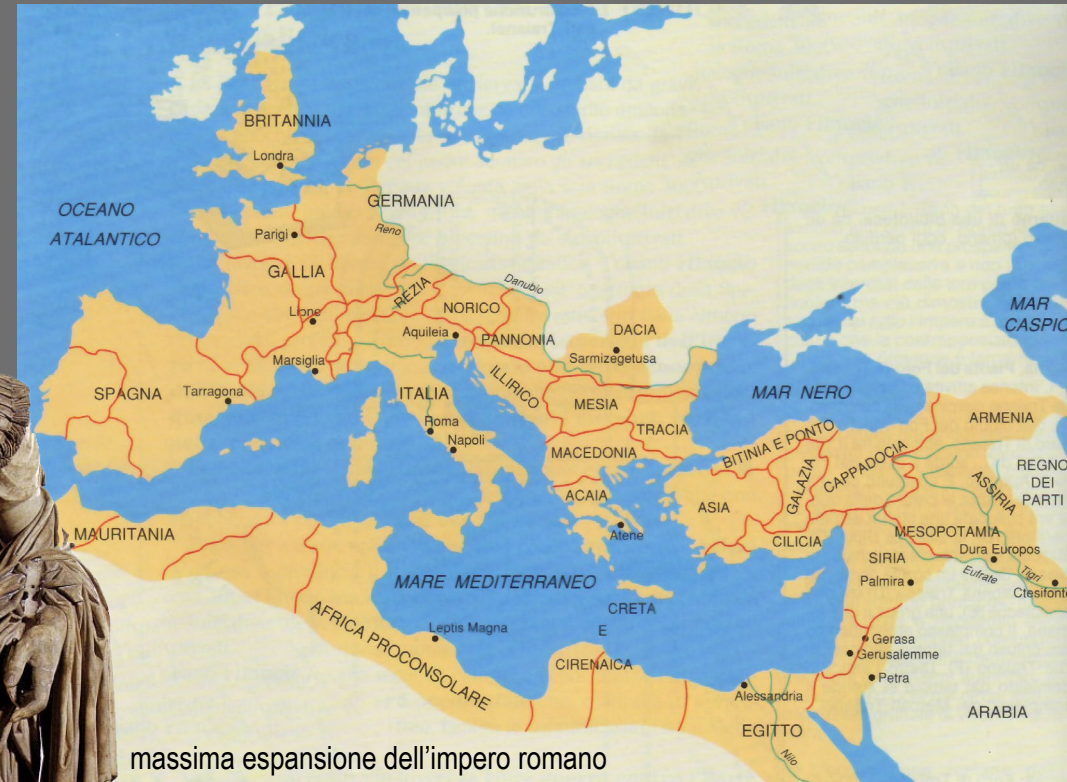 BRITANNIA
Londra
GERMANIA
Reno
OCEANO
ATALANTICO
Parigi
GALLIA
REZIA
Danubio
NORICO
MAR
CASPIO
Lione
Aquileia
PANNONIA
DACIA
Sarmizegetusa
Marsiglia
SPAGNA
Tarragona
ITALIA
ILLIRICO
MESIA
MAR NERO
ARMENIA
Roma
Napoli
TRACIA
MACEDONIA
BITINIA E PONTO
GALAZIA
CAPPADOCIA
REGNO
DEI
PARTI
ASSIRIA
ACAIA
ASIA
Atene
CILICIA
MESOPOTAMIA
MAURITANIA
SIRIA
Dura Europos
Eufrate
Tigri
Palmira
Ctesifonte
MARE MEDITERRANEO
CRETA
E
CIRENAICA
AFRICA PROCONSOLARE
Leptis Magna
Gerasa
Gerusalemme
Petra
Alessandria
ARABIA
EGITTO
Nilo
massima espansione dell'impero romano